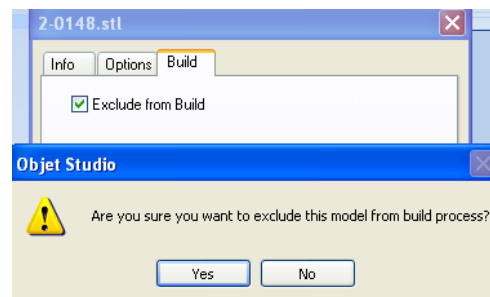 2-0148.stl
Info Options Build
Exclude from Build
Objet Studio
Are you sure you want to exclude this model from build process?
Yes No